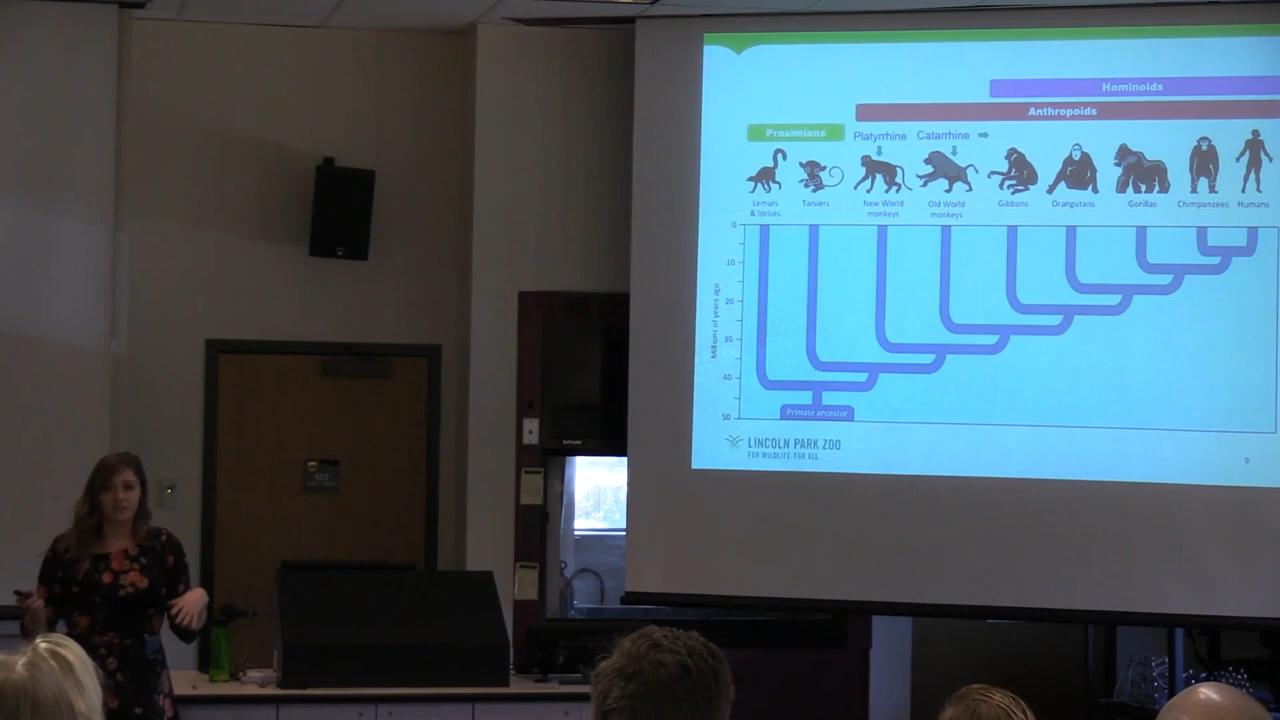 Hominoids
Anthropoids
Prosimians
Platyrrhine
Catarrhine
Lemurs
& lorises
Tarsiers
New World
monkeys
Old World
monkeys
Gibbons
Orangutans
Gorillas
Chimpanzees
Humans
0
10
20
30
40
50
Millions of years ago
Primate ancestor
LINCOLN PARK ZOO.
FOR WILDLIFE. FOR ALL.
9